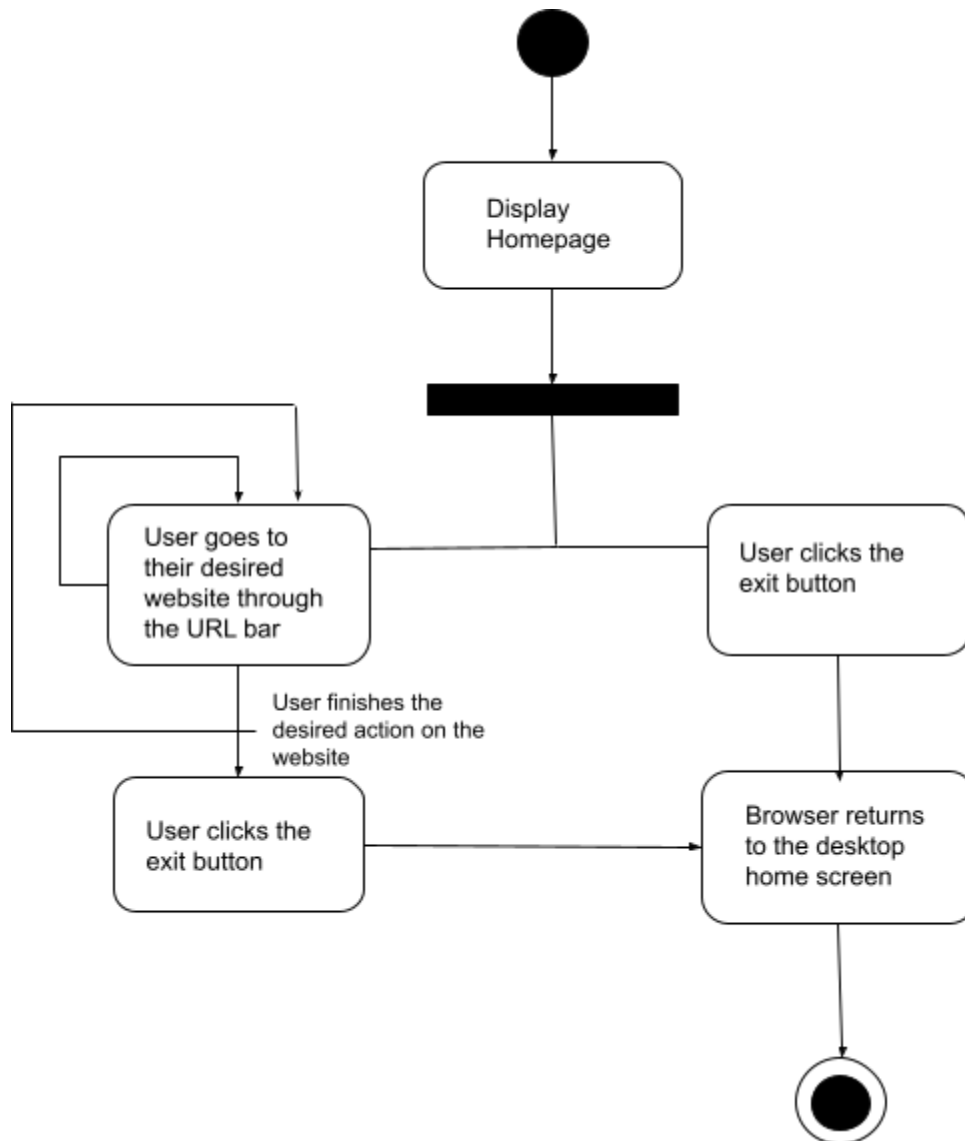 Display
Homepage
User goes to
their desired
website through
the URL bar
User clicks the
exit button
User finishes the
desired action on the
website
User clicks the
exit button
Browser returns
to the desktop
home screen